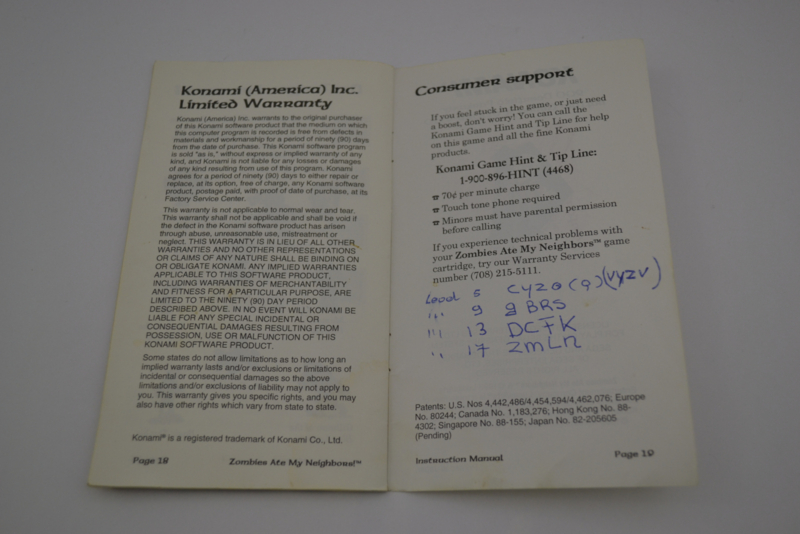 Konami (America) Inc.
Limited Warranty
Konami (America) Inc. warrants to the original purchaser
of this Konami software product that the medium on which
this computer program is recorded is free from defects in
materials and workmanship for a period of ninety (90) days
from the date of purchase. This Konami software program
is sold "as is," without express or implied warranty of any
kind, and Konami is not liable for any losses or damages
of any kind resulting from use of this program. Konami
agrees for a period of ninety (90) days to either repair or
replace, at its option, free of charge, any Konami software
product, postage paid, with proof of date of purchase, at its
Factory Service Center.
This warranty is not applicable to normal wear and tear.
This warranty shall not be applicable and shall be void if
the defect in the Konami software product has arisen
through abuse, unreasonable use, mistreatment or
neglect. THIS WARRANTY IS IN LIEU OF ALL OTHER
WARRANTIES AND NO OTHER REPRESENTATIONS
OR CLAIMS OF ANY NATURE SHALL BE BINDING ON
OR OBLIGATE KONAMI. ANY IMPLIED WARRANTIES
APPLICABLE TO THIS SOFTWARE PRODUCT,
INCLUDING WARRANTIES OF MERCHANTABILITY
AND FITNESS FOR A PARTICULAR PURPOSE, ARE
LIMITED TO THE NINETY (90) DAY PERIOD
DESCRIBED ABOVE. IN NO EVENT WILL KONAMI BE
LIABLE FOR ANY SPECIAL INCIDENTAL OR
CONSEQUENTIAL DAMAGES RESULTING FROM
POSSESSION, USE OR MALFUNCTION OF THIS
KONAMI SOFTWARE PRODUCT.
Some states do not allow limitations as to how long an
implied warranty lasts and/or exclusions or limitations of
incidental or consequential damages so the above
limitations and/or exclusions of liability may not apply to
you. This warranty gives you specific rights, and you may
also have other rights which vary from state to state.
Konami® is a registered trademark of Konami Co., Ltd.
Page 18 Zombies Ate My Neighbors!™
Consumer support
If you feel stuck in the game, or just need
a boost, don't worry! You can call the
Konami Game Hint and Tip Line for help
on this game and all the fine Konami
products.
Konami Game Hint & Tip Line:
1-900-896-HINT (4468)
☎ 70¢ per minute charge
☎ Touch tone phone required
☎ Minors must have parental permission
before calling
If you experience technical problems with
your Zombies Ate My Neighbors™ game
cartridge, try our Warranty Services
number (708) 215-5111.
5 (VYZV)
9 BRS
13 DCFK
17 ZMLN
Patents: U.S. Nos 4,442,486/4,454,594/4,462,076; Europe
No. 80244; Canada No. 1,183,276; Hong Kong No. 88-
4302; Singapore No. 88-155; Japan No. 82-205605
(Pending)
Instruction Manual Page 19